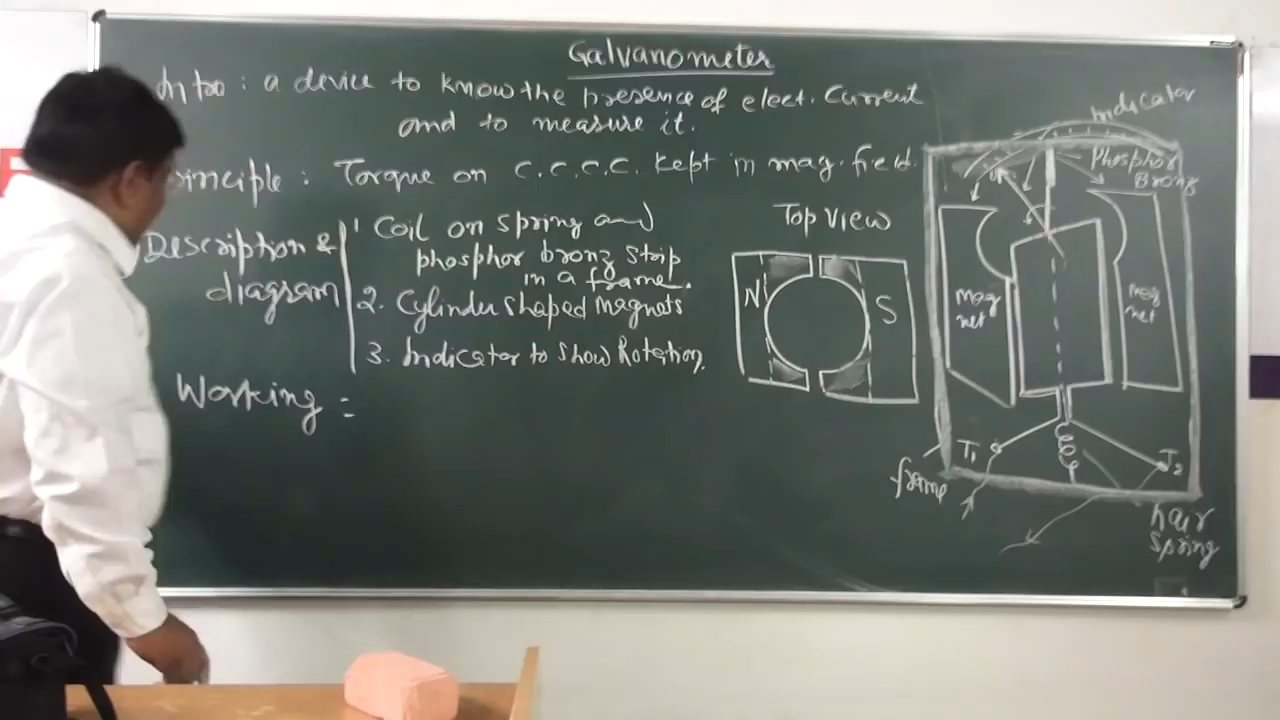 Galvanometer
Intro : a device to know the presence of elect. Current
and to measure it.
rinciple : Torque on C.C.C.C. kept in mag. field.
Description &
diagram
1 Coil on spring and
phosphor bronz strip
in a frame.
2. Cylinder shaped Magnets
3. Indicator to show Rotation.
Working :
Top view
N
S
Indicator
Phosphor
Bronz
mag
net
mag
net
T1
T2
frame
hair
spring